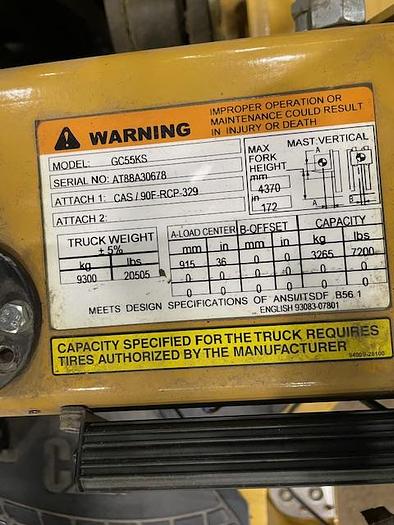 WARNING
IMPROPER OPERATION OR
MAINTENANCE COULD RESULT
IN INJURY OR DEATH
MODEL: GC55KS
SERIAL NO: AT88A30678
ATTACH 1: CAS / 90F-RCP-329
ATTACH 2:
MAX
FORK
HEIGHT
mm
4370
in
172
MAST:VERTICAL
A
B
A
TRUCK WEIGHT
± 5%
kg lbs
9300 20505
A-LOAD CENTER B-OFFSET CAPACITY
mm in mm in kg lbs
915 36 0 0 3265 7200
0 0 0 0 0 0
0 0 0 0 0 0
MEETS DESIGN SPECIFICATIONS OF ANSI/ITSDF B56.1
ENGLISH 93083-07801
CAPACITY SPECIFIED FOR THE TRUCK REQUIRES
TIRES AUTHORIZED BY THE MANUFACTURER
94009-28100